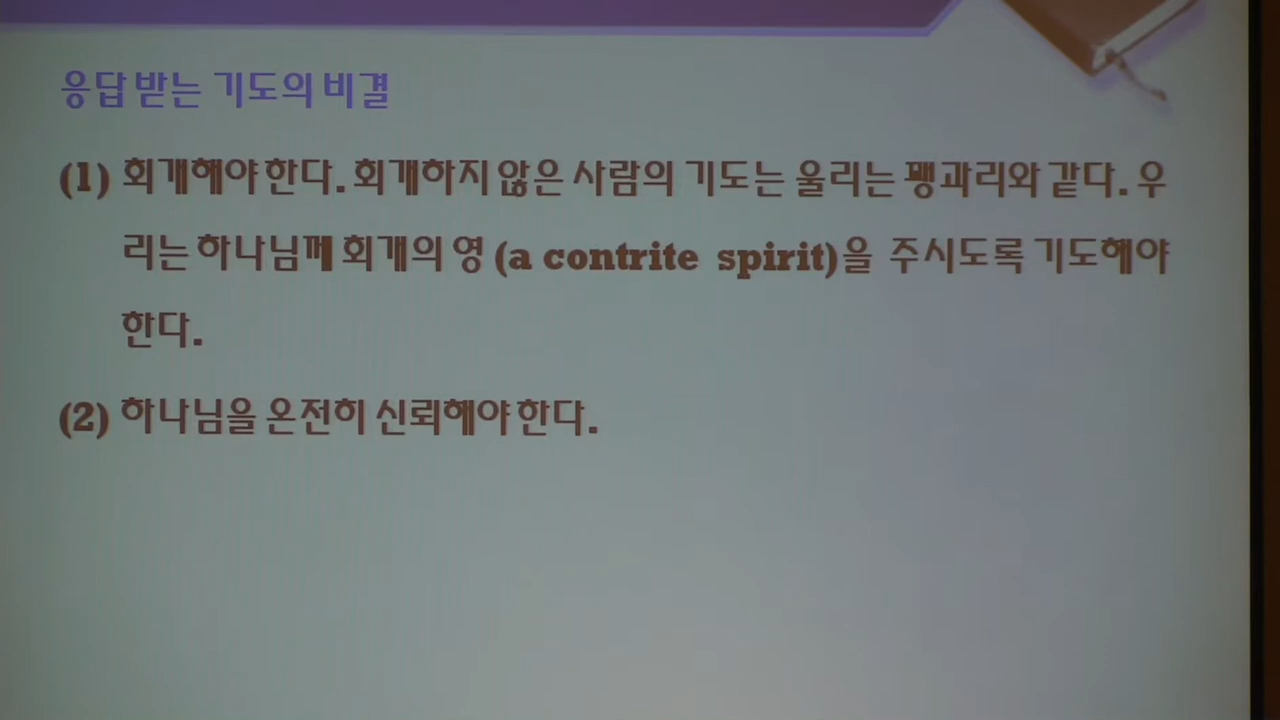 응답 받는 기도의 비결
(1) 회개해야 한다. 회개하지 않은 사람의 기도는 울리는 꽹과리와 같다. 우
리는 하나님께 회개의 영 (a contrite spirit)을 주시도록 기도해야
한다.
(2) 하나님을 온전히 신뢰해야 한다.